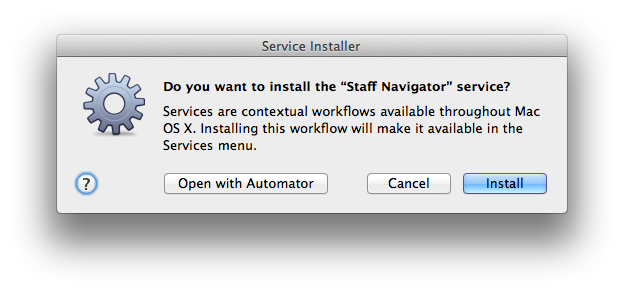 Service Installer
Do you want to install the “Staff Navigator” service?
Services are contextual workflows available throughout Mac
OS X. Installing this workflow will make it available in the
Services menu.
? Open with Automator Cancel Install